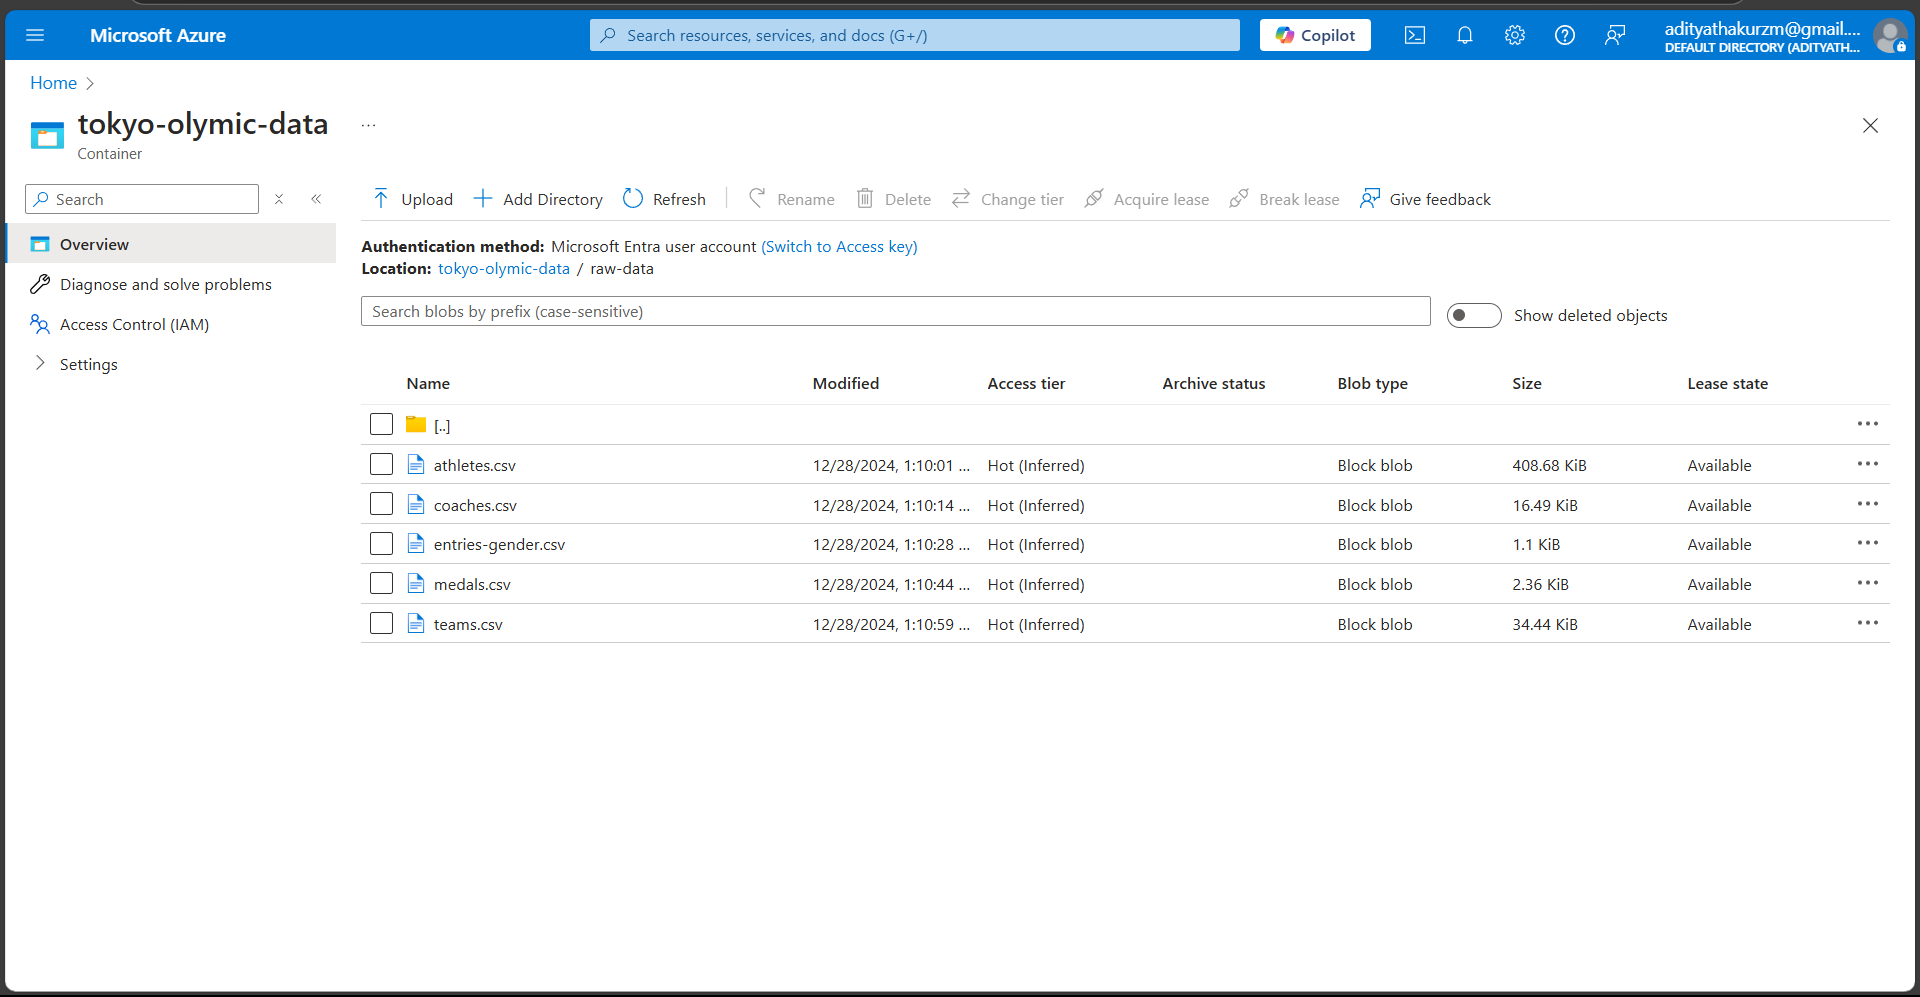 Microsoft Azure
Search resources, services, and docs (G+/)
Copilot
adityathakurzm@gmail....
DEFAULT DIRECTORY (ADITYATH...
Home
tokyo-olymic-data
...
Container
Search
Overview
Diagnose and solve problems
Access Control (IAM)
Settings
Upload Add Directory Refresh Rename Delete Change tier Acquire lease Break lease Give feedback
Authentication method: Microsoft Entra user account (Switch to Access key)
Location: tokyo-olymic-data / raw-data
Search blobs by prefix (case-sensitive)
Show deleted objects
Name Modified Access tier Archive status Blob type Size Lease state
[..]
athletes.csv 12/28/2024, 1:10:01 ... Hot (Inferred) Block blob 408.68 KiB Available
coaches.csv 12/28/2024, 1:10:14 ... Hot (Inferred) Block blob 16.49 KiB Available
entries-gender.csv 12/28/2024, 1:10:28 ... Hot (Inferred) Block blob 1.1 KiB Available
medals.csv 12/28/2024, 1:10:44 ... Hot (Inferred) Block blob 2.36 KiB Available
teams.csv 12/28/2024, 1:10:59 ... Hot (Inferred) Block blob 34.44 KiB Available